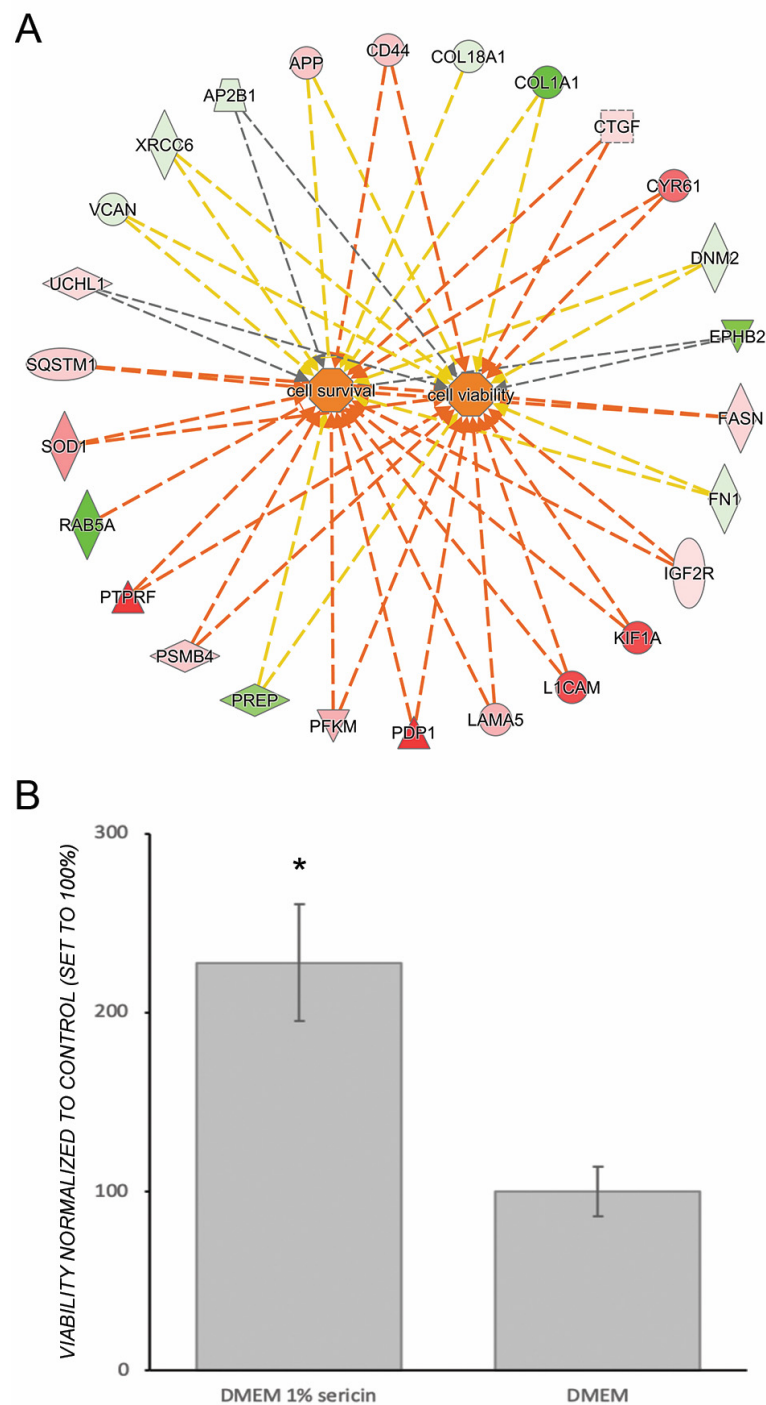 A
APP
CD44
COL18A1
COL1A1
AP2B1
CTGF
XRCC6
CYR61
VCAN
DNM2
UCHL1
EPHB2
SQSTM1
cell survival
cell viability
FASN
SOD1
FN1
RAB5A
IGF2R
PTPRF
KIF1A
PSMB4
L1CAM
PREP
PFKM
PDP1
LAMA5
B
VIABILITY NORMALIZED TO CONTROL (SET TO 100%)
300
200
100
0
*
DMEM 1% sericin
DMEM